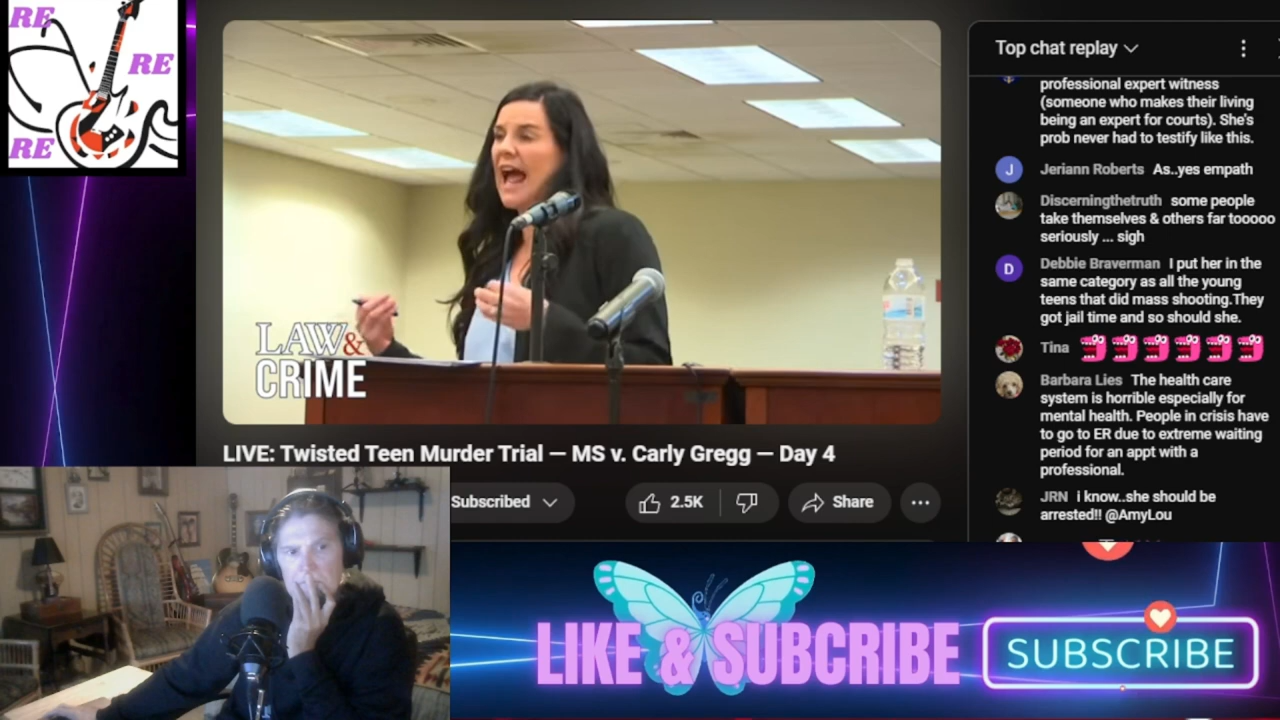 RE
RE
RE
LAW&
CRIME
LIVE: Twisted Teen Murder Trial — MS v. Carly Gregg — Day 4
Subscribed
2.5K
Share
Top chat replay
professional expert witness
(someone who makes their living
being an expert for courts). She's
prob never had to testify like this.
J
Jeriann Roberts As..yes empath
Discerningthetruth some people
take themselves & others far tooooo
seriously ... sigh
D
Debbie Braverman I put her in the
same category as all the young
teens that did mass shooting.They
got jail time and so should she.
Tina
Barbara Lies The health care
system is horrible especially for
mental health. People in crisis have
to go to ER due to extreme waiting
period for an appt with a
professional.
JRN i know..she should be
arrested!! @AmyLou
LIKE & SUBCRIBE
SUBSCRIBE